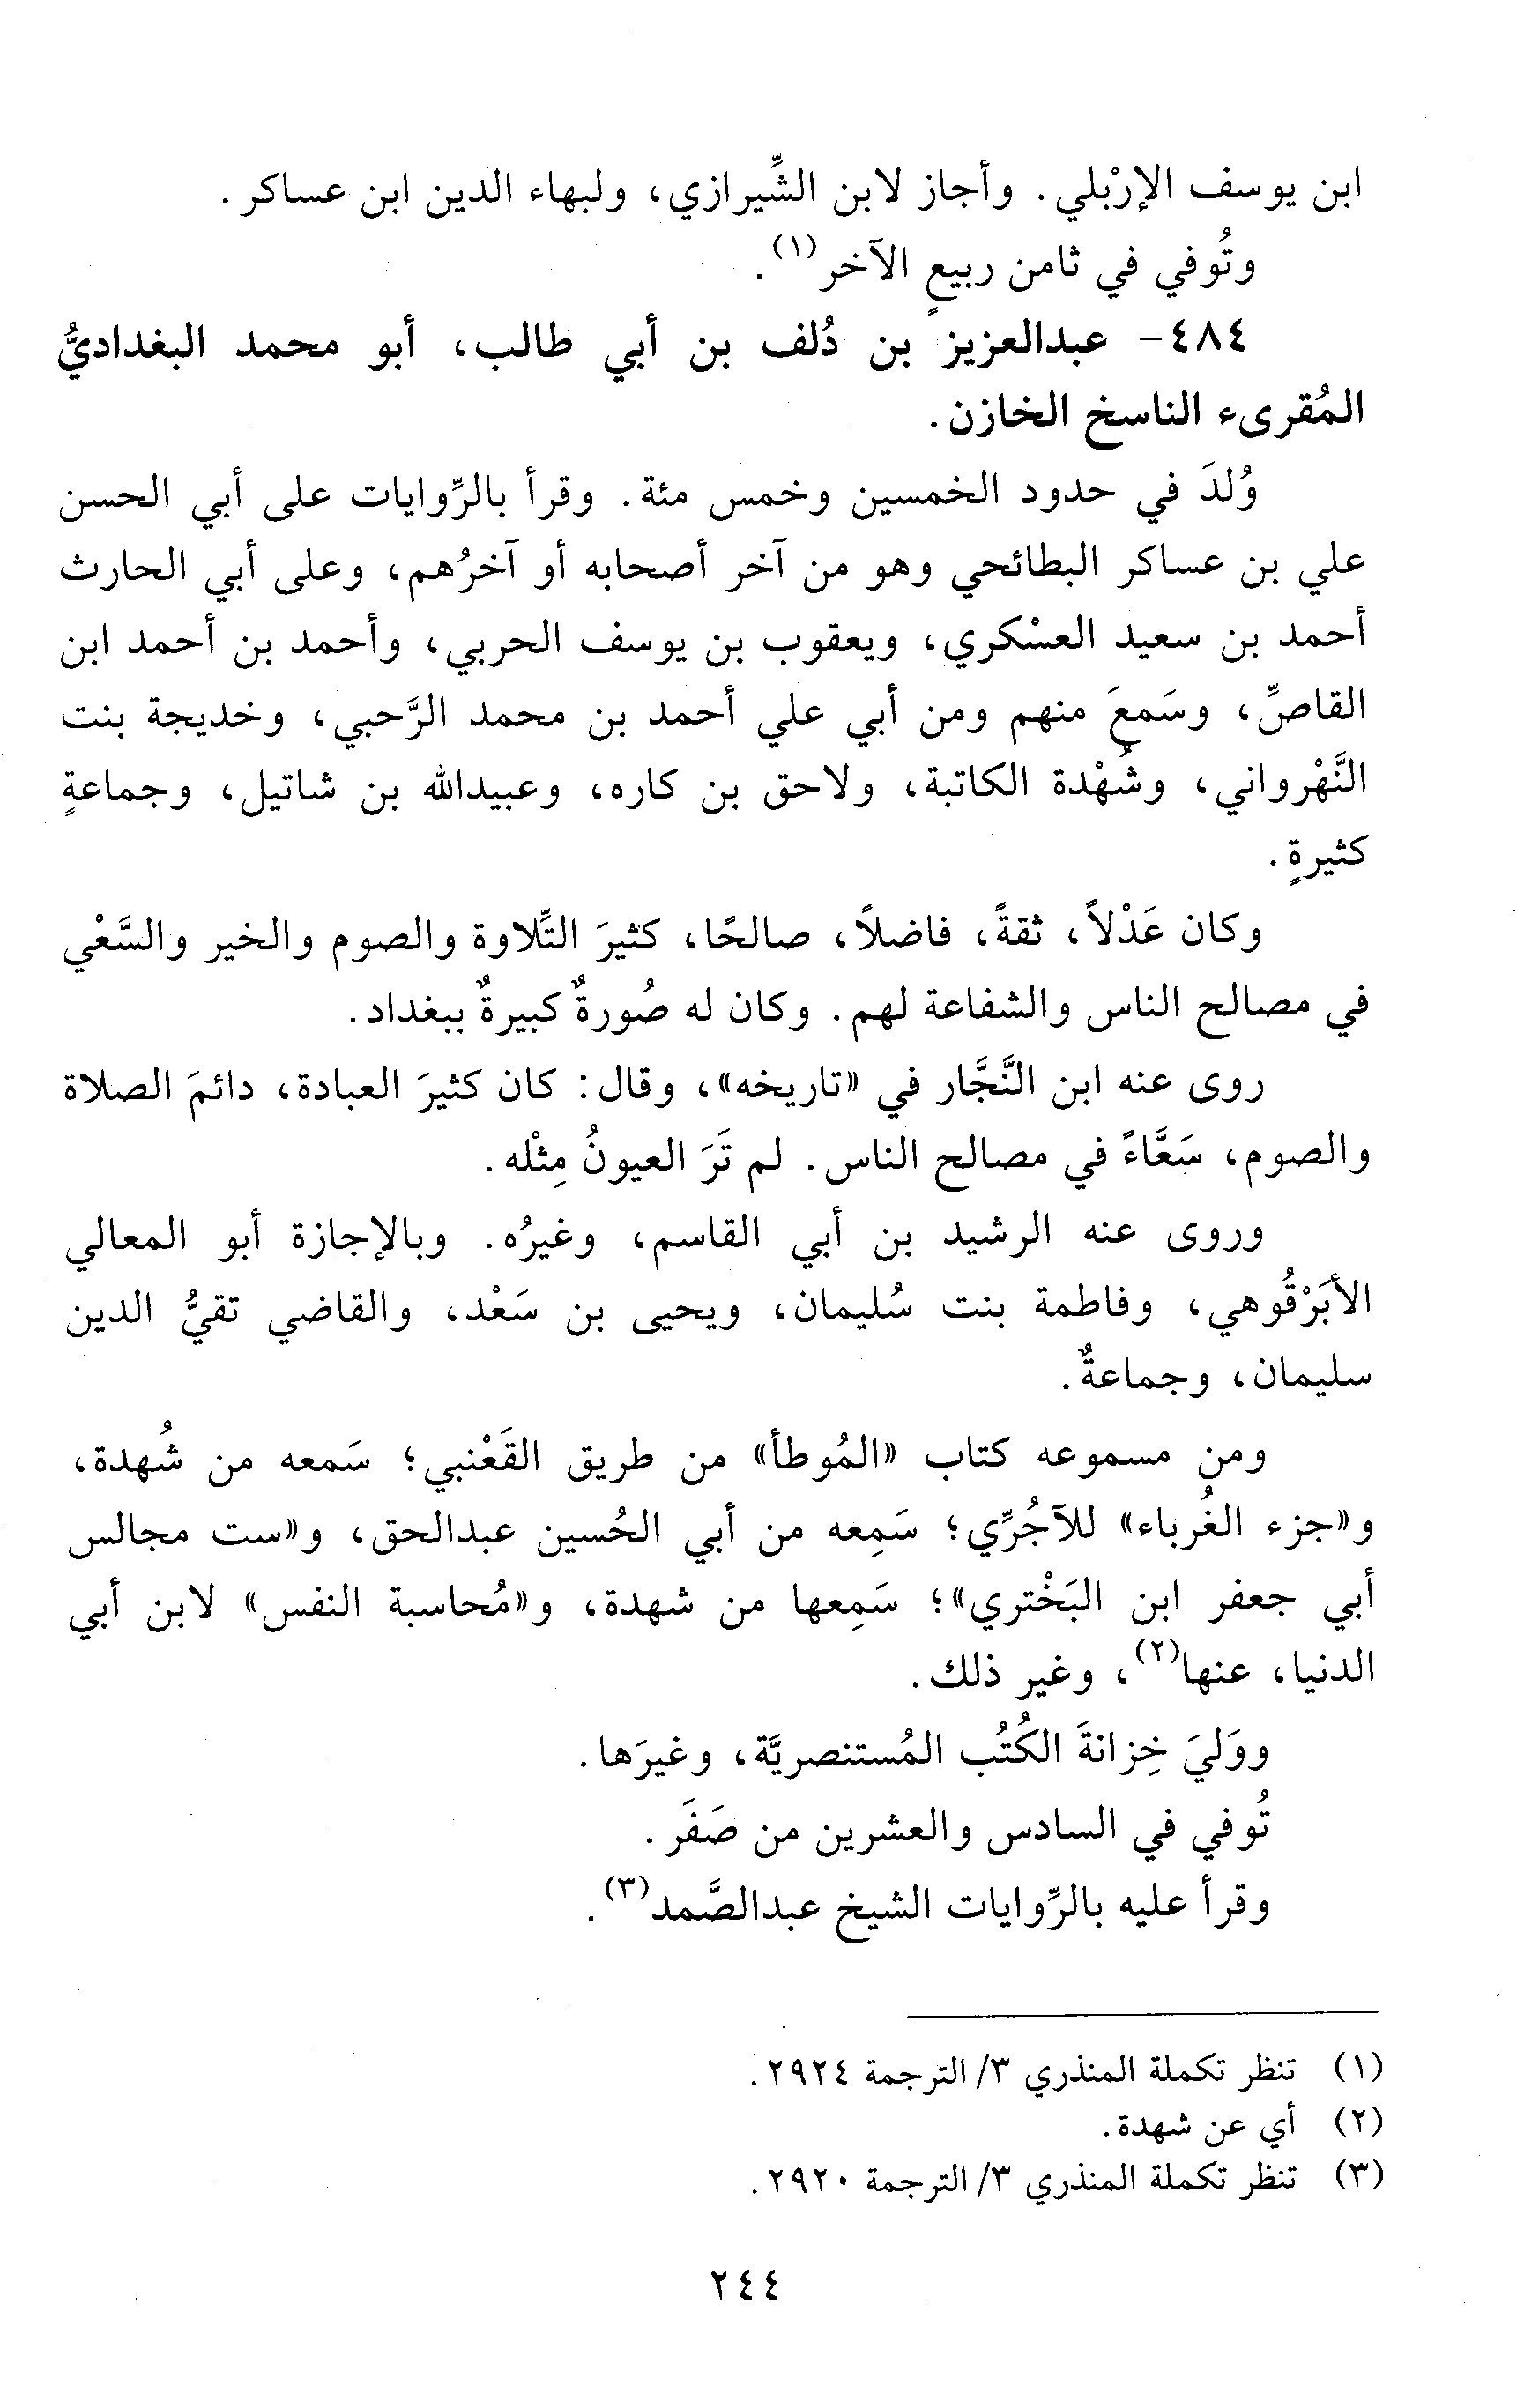 ابن يوسف الإرْبلي. وأجاز لابن الشِّيرازي، ولبهاء الدين ابن عساكر.
وتُوفي في ثامن ربيعٍ الآخر(١).
٤٨٤- عبدالعزيز بن دُلف بن أبي طالب، أبو محمد البغداديُّ
المُقرىء الناسخ الخازن.
وُلدَ في حدود الخمسين وخمس مئة. وقرأ بالرِّوايات على أبي الحسن
علي بن عساكر البطائحي وهو من آخر أصحابه أو آخرُهم، وعلى أبي الحارث
أحمد بن سعيد العسْكري، ويعقوب بن يوسف الحربي، وأحمد بن أحمد ابن
القاصِّ، وسَمعَ منهم ومن أبي علي أحمد بن محمد الرَّحبي، وخديجة بنت
النَّهْرواني، وشُهْدة الكاتبة، ولاحق بن كاره، وعبيدالله بن شاتيل، وجماعةٍ
كثيرةٍ.
وكان عَدْلاً، ثقةً، فاضلاً، صالحًا، كثيرَ التِّلاوة والصوم والخير والسَّعْي
في مصالح الناس والشفاعة لهم. وكان له صُورةٌ كبيرةٌ ببغداد.
روى عنه ابن النَّجَّار في «تاريخه»، وقال: كان كثيرَ العبادة، دائمَ الصلاة
والصوم، سَعَّاءً في مصالح الناس. لم تَرَ العيونُ مِثْله.
وروى عنه الرشيد بن أبي القاسم، وغيرُه. وبالإجازة أبو المعالي
الأبَرْقُوهي، وفاطمة بنت سُليمان، ويحيى بن سَعْد، والقاضي تقيُّ الدين
سليمان، وجماعةٌ.
ومن مسموعه كتاب «المُوطأ» من طريق القَعْنبي؛ سَمعه من شُهدة،
و«جزء الغُرباء» للآجُرِّي؛ سَمِعه من أبي الحُسين عبدالحق، و«ست مجالس
أبي جعفر ابن البَخْتري»؛ سَمِعها من شهدة، و«مُحاسبة النفس» لابن أبي
الدنيا، عنها(٢)، وغير ذلك.
ووَليَ خِزانةَ الكُتُب المُستنصريَّة، وغيرَها.
تُوفي في السادس والعشرين من صَفَر.
وقرأ عليه بالرِّوايات الشيخ عبدالصَّمد(٣).
(١) تنظر تكملة المنذري ٣/ الترجمة ٢٩٢٤.
(٢) أي عن شهدة.
(٣) تنظر تكملة المنذري ٣/ الترجمة ٢٩٢٠.
٢٤٤